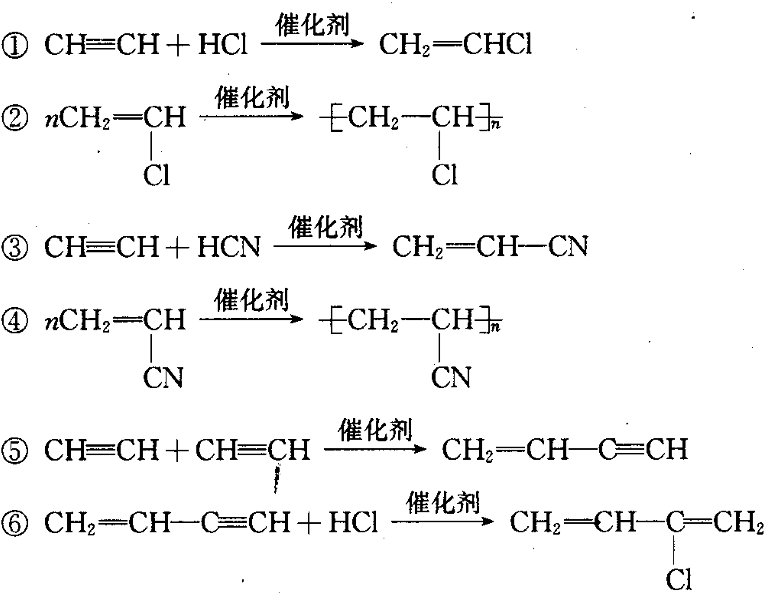 ① CH≡CH+HCl 催化剂→ CH₂=CHCl
② nCH₂=CH 催化剂→ [CH₂—CH]ₙ
Cl Cl
③ CH≡CH+HCN 催化剂→ CH₂=CH—CN
④ nCH₂=CH 催化剂→ [CH₂—CH]ₙ
CN CN
⑤ CH≡CH+CH≡CH 催化剂→ CH₂=CH—C≡CH
⑥ CH₂=CH—C≡CH+HCl 催化剂→ CH₂=CH—C=CH₂
Cl